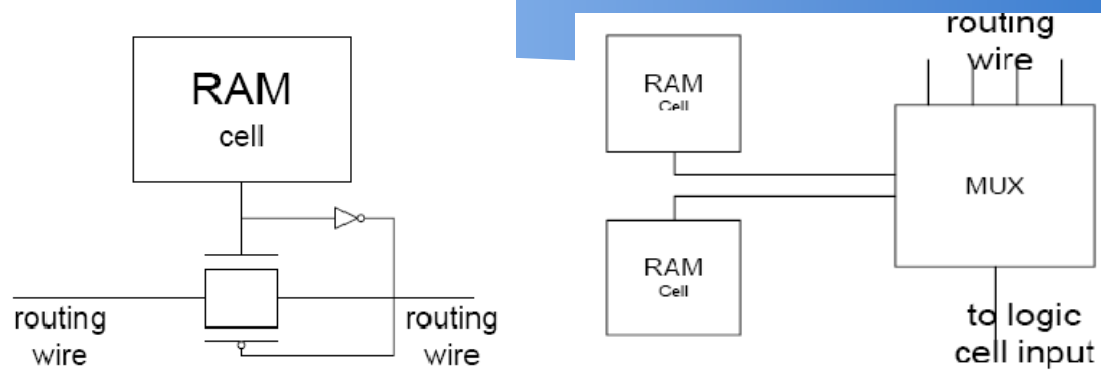 RAM
cell
routing
wire
routing
wire
routing
wire
RAM
Cell
RAM
Cell
MUX
to logic
cell input